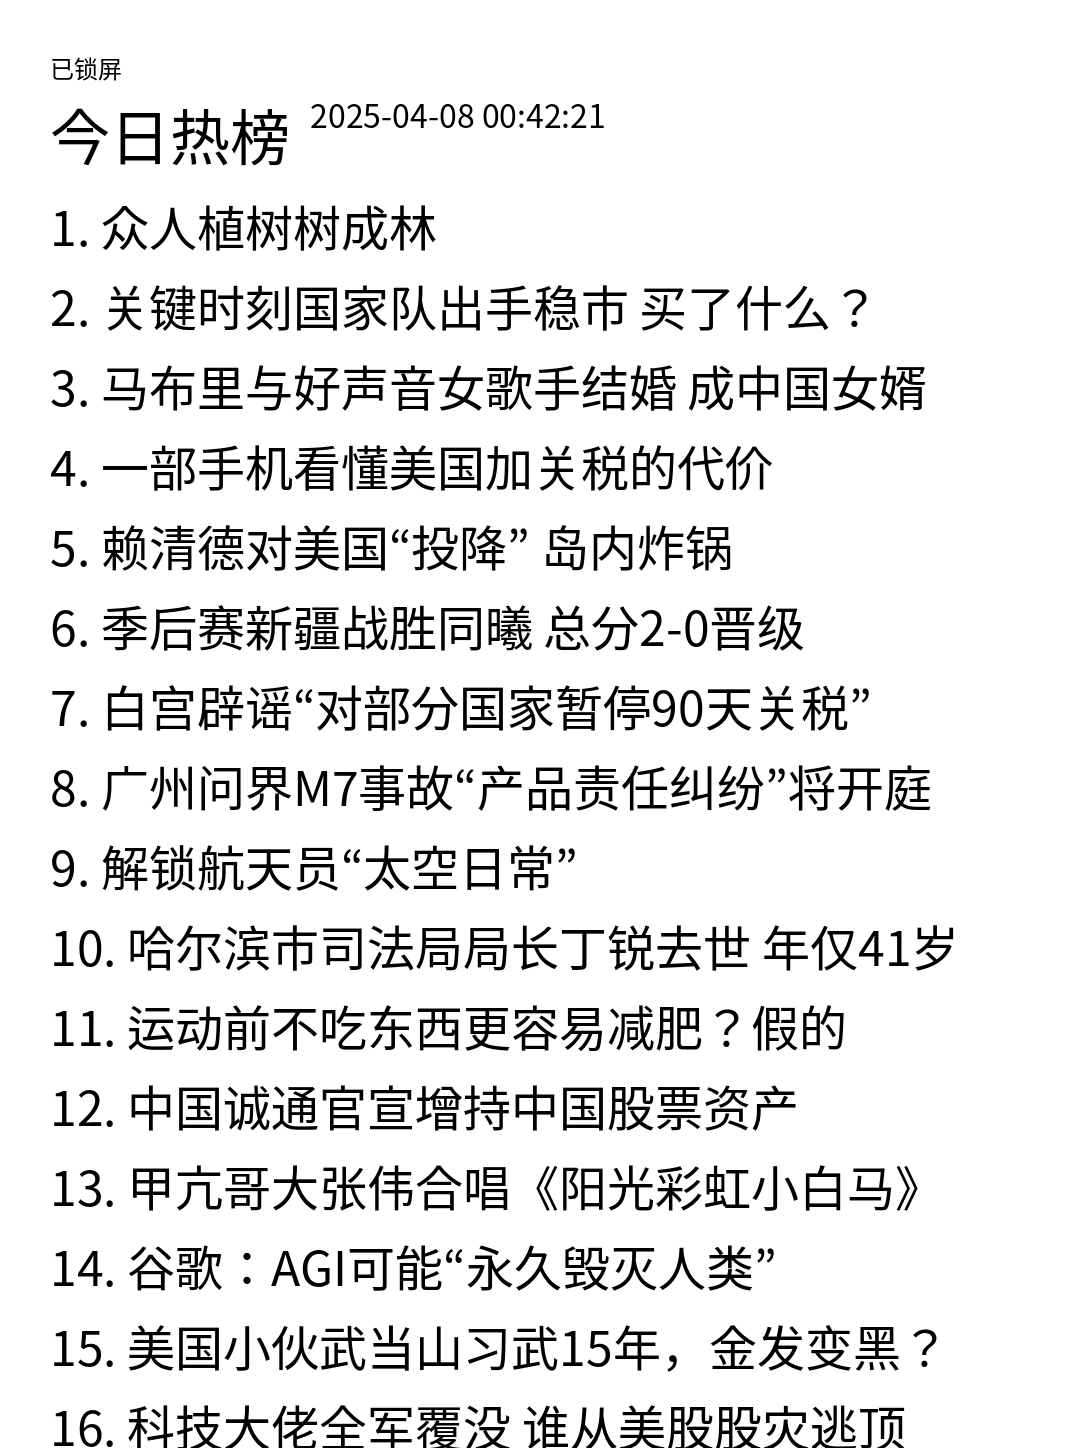 已锁屏
今日热榜 2025-04-08 00:42:21
1. 众人植树树成林
2. 关键时刻国家队出手稳市 买了什么？
3. 马布里与好声音女歌手结婚 成中国女婿
4. 一部手机看懂美国加关税的代价
5. 赖清德对美国“投降” 岛内炸锅
6. 季后赛新疆战胜同曦 总分2-0晋级
7. 白宫辟谣“对部分国家暂停90天关税”
8. 广州问界M7事故“产品责任纠纷”将开庭
9. 解锁航天员“太空日常”
10. 哈尔滨市司法局局长丁锐去世 年仅41岁
11. 运动前不吃东西更容易减肥？假的
12. 中国诚通官宣增持中国股票资产
13. 甲亢哥大张伟合唱《阳光彩虹小白马》
14. 谷歌：AGI可能“永久毁灭人类”
15. 美国小伙武当山习武15年，金发变黑？
16. 科技大佬全军覆没 谁从美股股灾逃顶